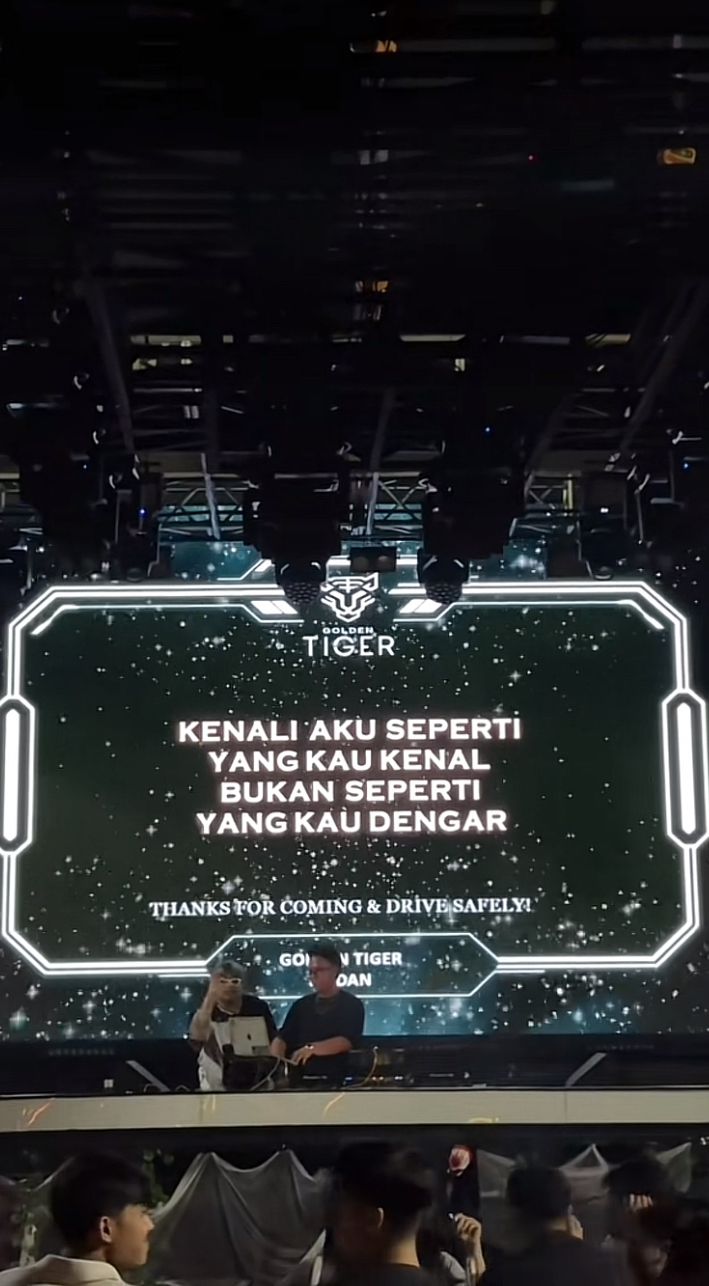 GOLDEN
TIGER
KENALI AKU SEPERTI
YANG KAU KENAL
BUKAN SEPERTI
YANG KAU DENGAR
THANKS FOR COMING & DRIVE SAFELY!
TIGER